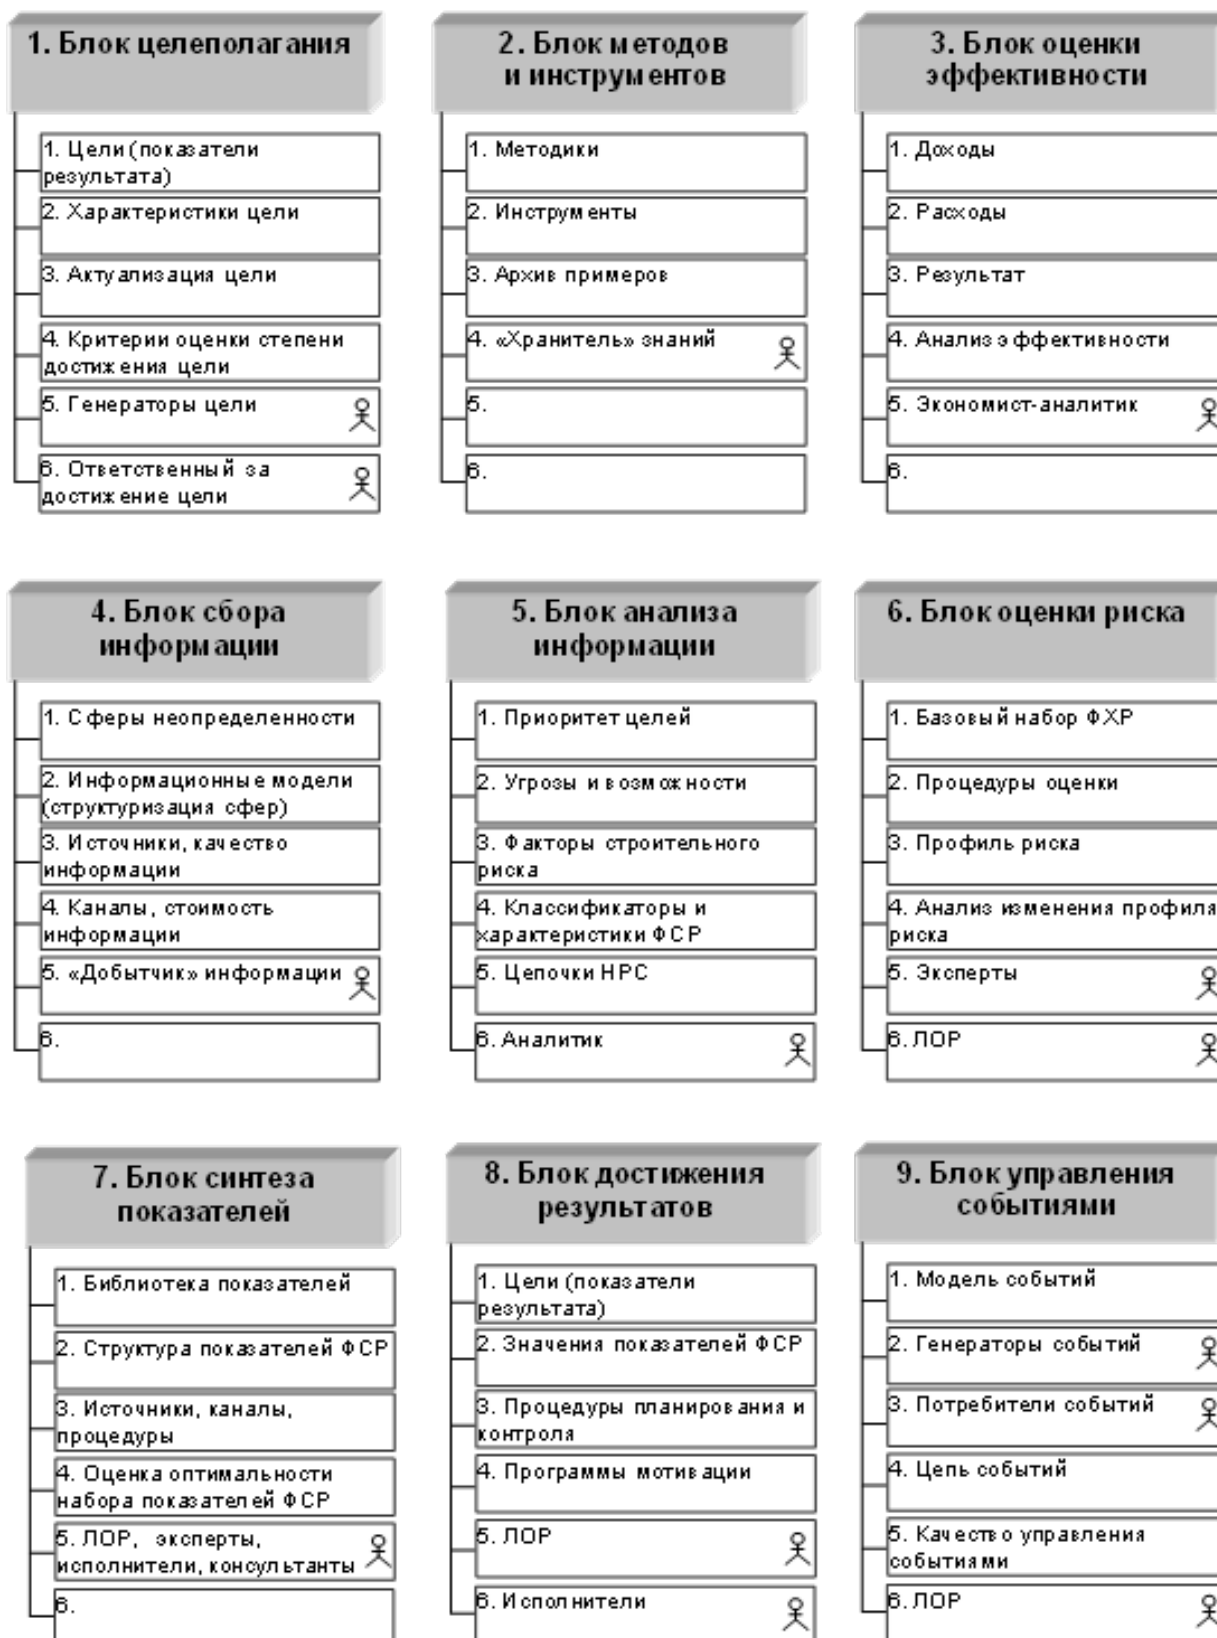 1. Блок целеполагания
1. Цели (показатели
результата)
2. Характеристики цели
3. Актуализация цели
4. Критерии оценки степени
достижения цели
5. Генераторы цели
6. Ответственный за
достижение цели
2. Блок методов
и инструментов
1. Методики
2. Инструменты
3. Архив примеров
4. «Хранитель» знаний
5.
6.
3. Блок оценки
эффективности
1. Доходы
2. Расходы
3. Результат
4. Анализ эффективности
5. Экономист-аналитик
6.
4. Блок сбора
информации
1. Сферы неопределенности
2. Информационные модели
(структуризация сфер)
3. Источники, качество
информации
4. Каналы, стоимость
информации
5. «Добытчик» информации
6.
5. Блок анализа
информации
1. Приоритет целей
2. Угрозы и возможности
3. Факторы строительного
риска
4. Классификаторы и
характеристики ФСР
5. Цепочки НРС
6. Аналитик
6. Блок оценки риска
1. Базовый набор ФХР
2. Процедуры оценки
3. Профиль риска
4. Анализ изменения профиля
риска
5. Эксперты
6. ЛОР
7. Блок синтеза
показателей
1. Библиотека показателей
2. Структура показателей ФСР
3. Источники, каналы,
процедуры
4. Оценка оптимальности
набора показателей ФСР
5. ЛОР, эксперты,
исполнители, консультанты
6.
8. Блок достижения
результатов
1. Цели (показатели
результата)
2. Значения показателей ФСР
3. Процедуры планирования и
контроля
4. Программы мотивации
5. ЛОР
6. Исполнители
9. Блок управления
событиями
1. Модель событий
2. Генераторы событий
3. Потребители событий
4. Цепь событий
5. Качество управления
событиями
6. ЛОР